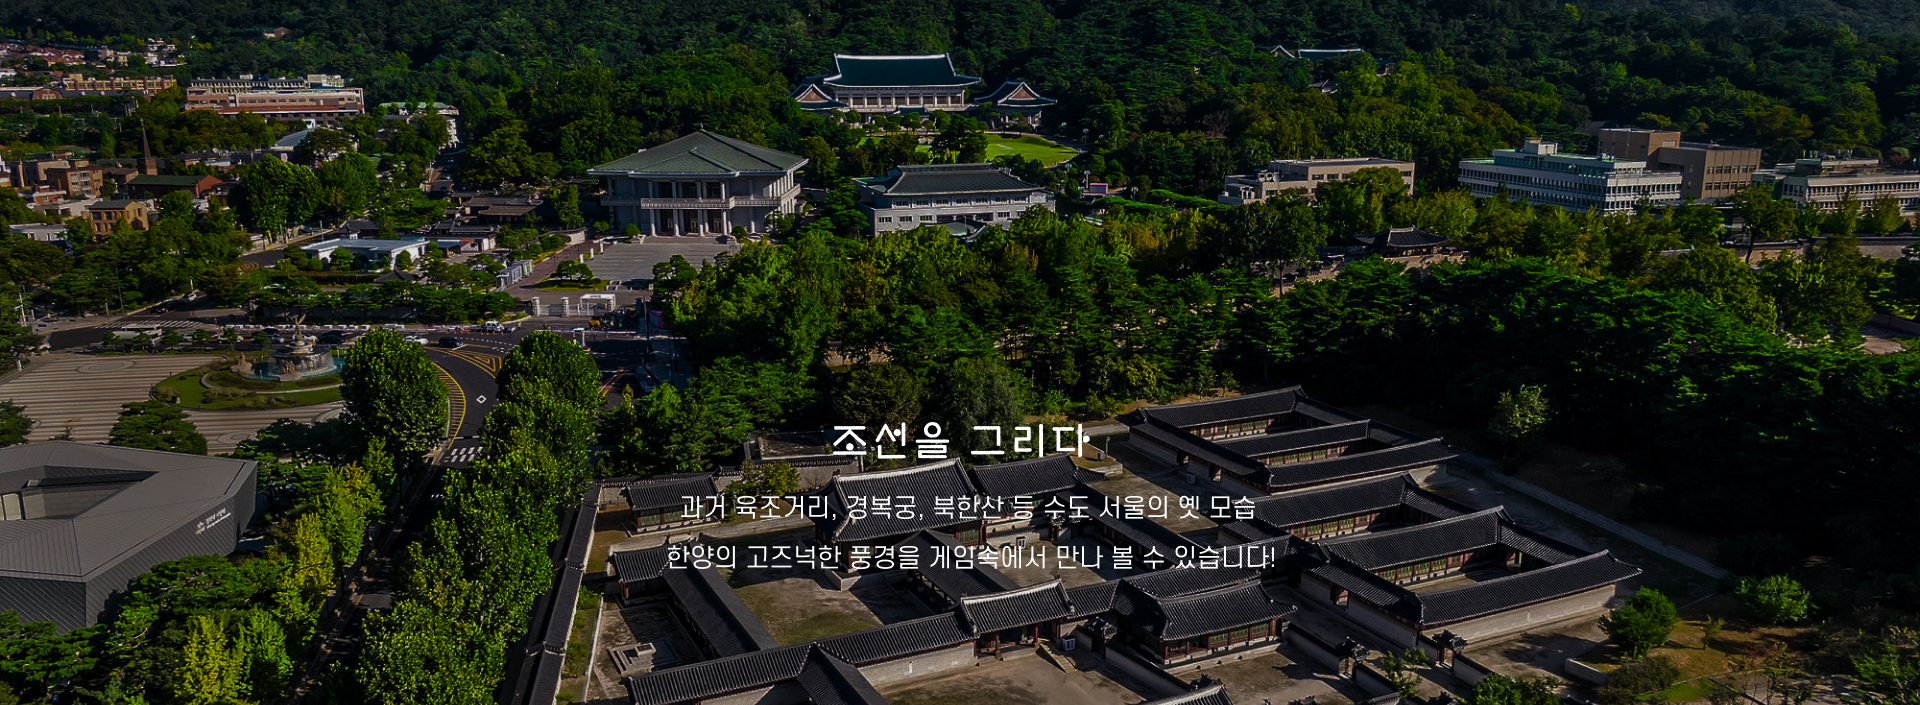 조선을 그리다
과거 육조거리, 경복궁, 북한산 등 수도 서울의 옛 모습
한양의 고즈넉한 풍경을 게임속에서 만나 볼 수 있습니다!